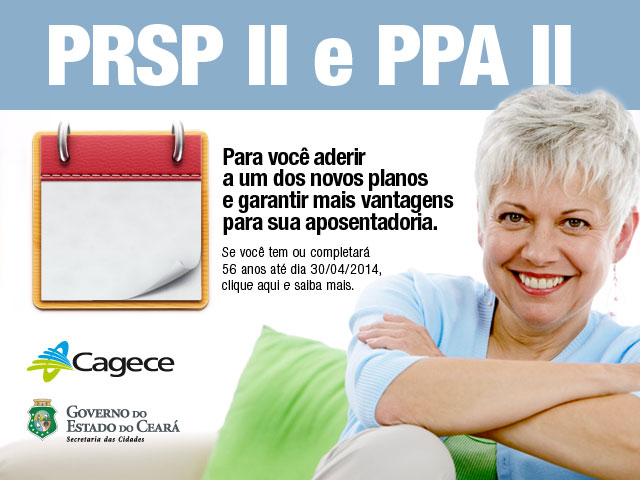 PRSP II e PPA II
Para você aderir
a um dos novos planos
e garantir mais vantagens
para sua aposentadoria.
Se você tem ou completará
56 anos até dia 30/04/2014,
clique aqui e saiba mais.
Cagece
GOVERNO DO
ESTADO DO CEARÁ
Secretaria das Cidades